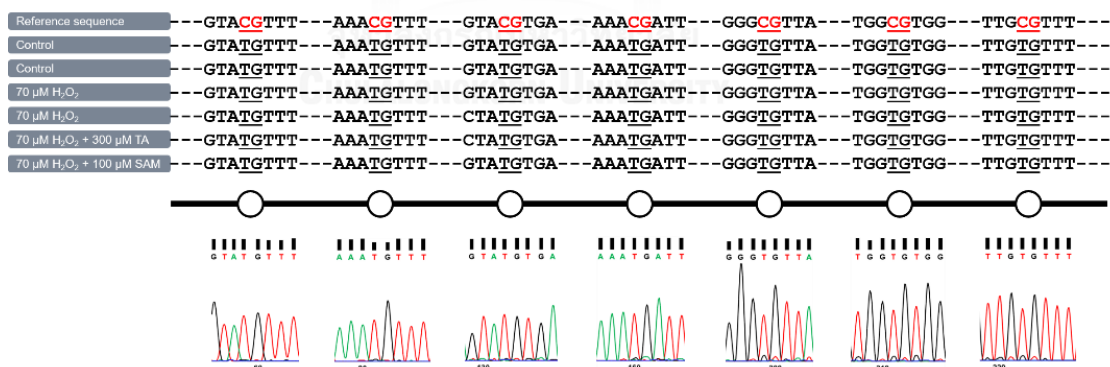 Reference sequence ---GTACGTTT---AAACGTTT---GTACGTGA---AAACGATT---GGGCGTTA---TGGCGTGG---TTGCGTTT---
Control ---GTATGTTT---AAATGTTT---GTATGTGA---AAATGATT---GGGTGTTA---TGGTGTGG---TTGTGTTT---
Control ---GTATGTTT---AAATGTTT---GTATGTGA---AAATGATT---GGGTGTTA---TGGTGTGG---TTGTGTTT---
70 µM H₂O₂ ---GTATGTTT---AAATGTTT---GTATGTGA---AAATGATT---GGGTGTTA---TGGTGTGG---TTGTGTTT---
CHULALONGKORN UNIVERSITY
70 µM H₂O₂ ---GTATGTTT---AAATGTTT---CTATGTGA---AAATGATT---GGGTGTTA---TGGTGTGG---TTGTGTTT---
70 µM H₂O₂ + 300 µM TA ---GTATGTTT---AAATGTTT---CTATGTGA---AAATGATT---GGGTGTTA---TGGTGTGG---TTGTGTTT---
70 µM H₂O₂ + 100 µM SAM ---GTATGTTT---AAATGTTT---GTATGTGA---AAATGATT---GGGTGTTA---TGGTGTGG---TTGTGTTT---
G T A T G T T T A A A T G T T T G T A T G T G A A A A T G A T T G G G T G T T A T G G T G T G G T T G T G T T T